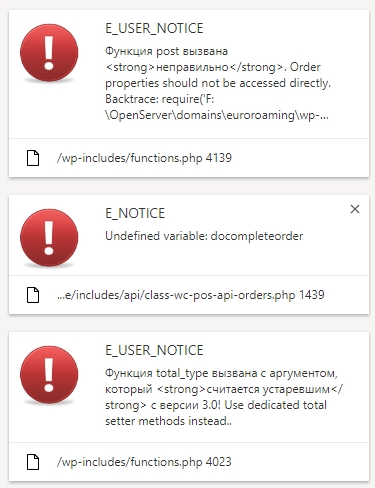 E_USER_NOTICE
Функция post вызвана
<strong>неправильно</strong>. Order
properties should not be accessed directly.
Backtrace: require('F:
\OpenServer\domains\euroroaming\wp-...
/wp-includes/functions.php 4139
E_NOTICE
Undefined variable: docompleteorder
...e/includes/api/class-wc-pos-api-orders.php 1439
E_USER_NOTICE
Функция total_type вызвана с аргументом,
который <strong>считается устаревшим</
strong> с версии 3.0! Use dedicated total
setter methods instead..
/wp-includes/functions.php 4023